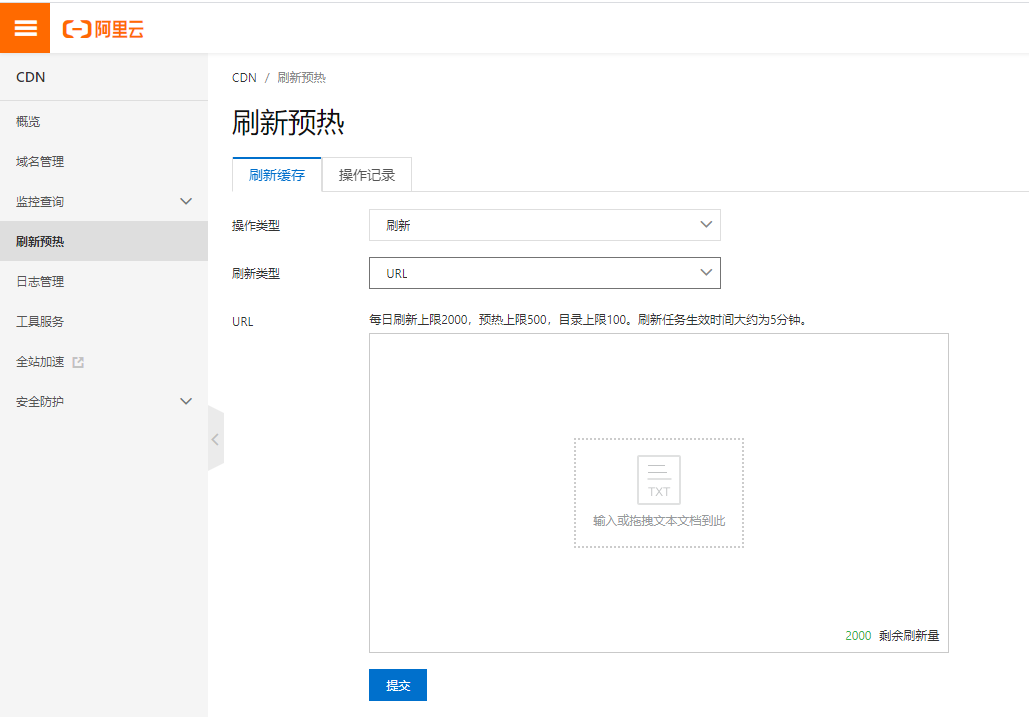 阿里云
CDN
概览
域名管理
监控查询
刷新预热
日志管理
工具服务
全站加速
安全防护
CDN / 刷新预热
刷新预热
刷新缓存 操作记录
操作类型 刷新
刷新类型 URL
URL 每日刷新上限2000，预热上限500，目录上限100。刷新任务生效时间大约为5分钟。
TXT
输入或拖拽文本文档到此
2000 剩余刷新量
提交